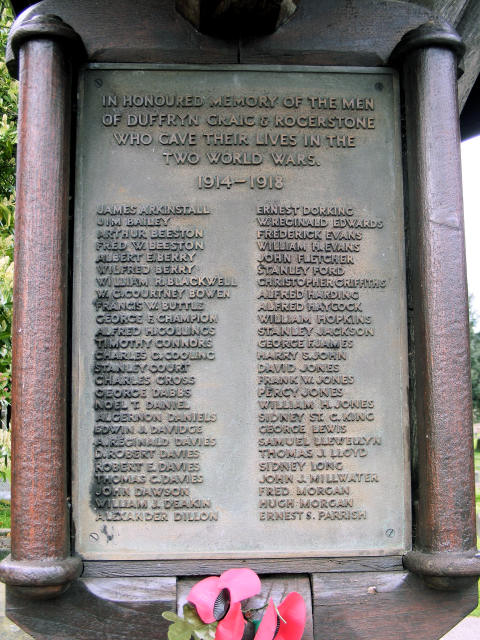 IN HONOURED MEMORY OF THE MEN
OF DUFFRYN, GRAIG & ROGERSTONE
WHO GAVE THEIR LIVES IN THE
TWO WORLD WARS.
1914-1918
JAMES ARKINSTALL
JIM BAILEY
ARTHUR BEESTON
FRED W. BEESTON
ALBERT E. BERRY
WILFRED BERRY
WILLIAM R. BLACKWELL
W. G. COURTNEY BOWEN
FRANCIS W. BUTTLE
GEORGE F. CHAMPION
ALFRED H. COLLINGS
TIMOTHY CONNORS
CHARLES G. COOLING
STANLEY COURT
CHARLES CROSS
GEORGE DABBS
NOEL T. DANIEL
W. VERNON DANIELS
EDWIN J. DAVIDGE
A. REGINALD DAVIES
D. ROBERT DAVIES
ROBERT E. DAVIES
THOMAS G. DAVIES
JOHN DAWSON
WILLIAM J. DEAKIN
ALEXANDER DILLON
ERNEST DORKING
W. REGINALD EDWARDS
FREDERICK EVANS
WILLIAM H. EVANS
JOHN FLETCHER
STANLEY FORD
CHRISTOPHER GRIFFITHS
ALFRED HARDING
ALFRED HAYCOCK
WILLIAM HOPKINS
STANLEY JACKSON
GEORGE F. JAMES
HARRY S. JOHN
DAVID JONES
FRANK W. JONES
PERCY JONES
WILLIAM H. JONES
SIDNEY ST. C. KING
GEORGE LEWIS
SAMUEL LLEWELLYN
THOMAS J. LLOYD
SIDNEY LONG
JOHN J. MILLWATER
FRED. MORGAN
HUGH MORGAN
ERNEST S. PARRISH